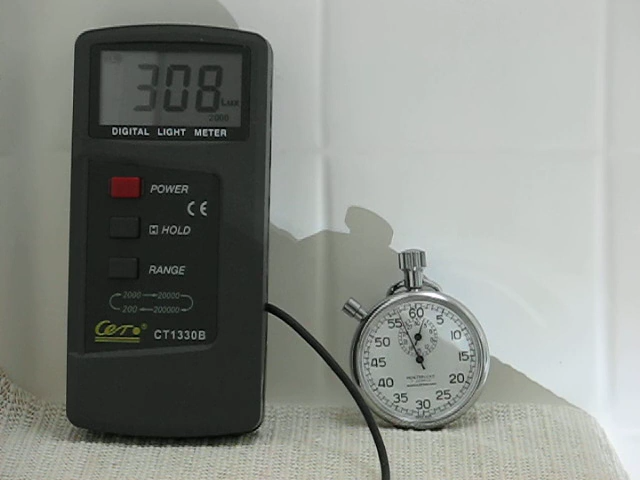 308 Lux
2000
DIGITAL LIGHT METER
POWER
CE
H HOLD
RANGE
2000 20000
200 200000
Cem ®
CT1330B
60
55 5
50 10
45 15
40 20
35 25
30